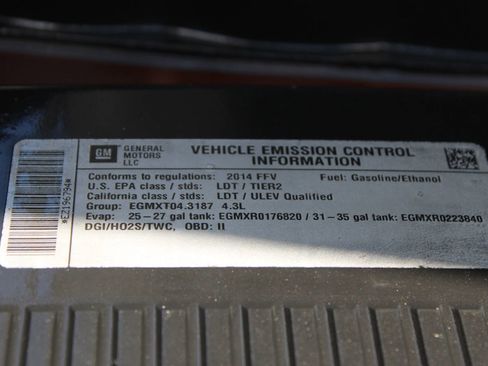 GM
GENERAL MOTORS LLC
VEHICLE EMISSION CONTROL
INFORMATION
Conforms to regulations: 2014 FFV Fuel: Gasoline/Ethanol
U.S. EPA class / stds: LDT / TIER2
California class / stds: LDT / ULEV Qualified
Group: EGMXT04.3187 4.3L
Evap: 25-27 gal tank: EGMXR0176820 / 31-35 gal tank: EGMXR0223840
DGI/HO2S/TWC, OBD: II
*EZ196794*